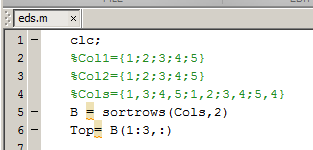 FILE
eds.m × +
1 – clc;
2 %Col1={1;2;3;4;5}
3 %Col2={1;2;3;4;5}
4 %Cols={1,3;4,5;1,2;3,4;5,4}
5 – B = sortrows(Cols,2)
6 – Top= B(1:3,:)